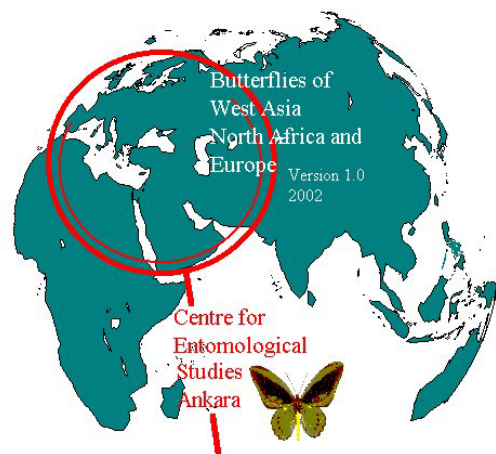 Butterflies of
West Asia
North Africa and
Europe
Version 1.0
2002
Centre for
Entomological
Studies
Ankara